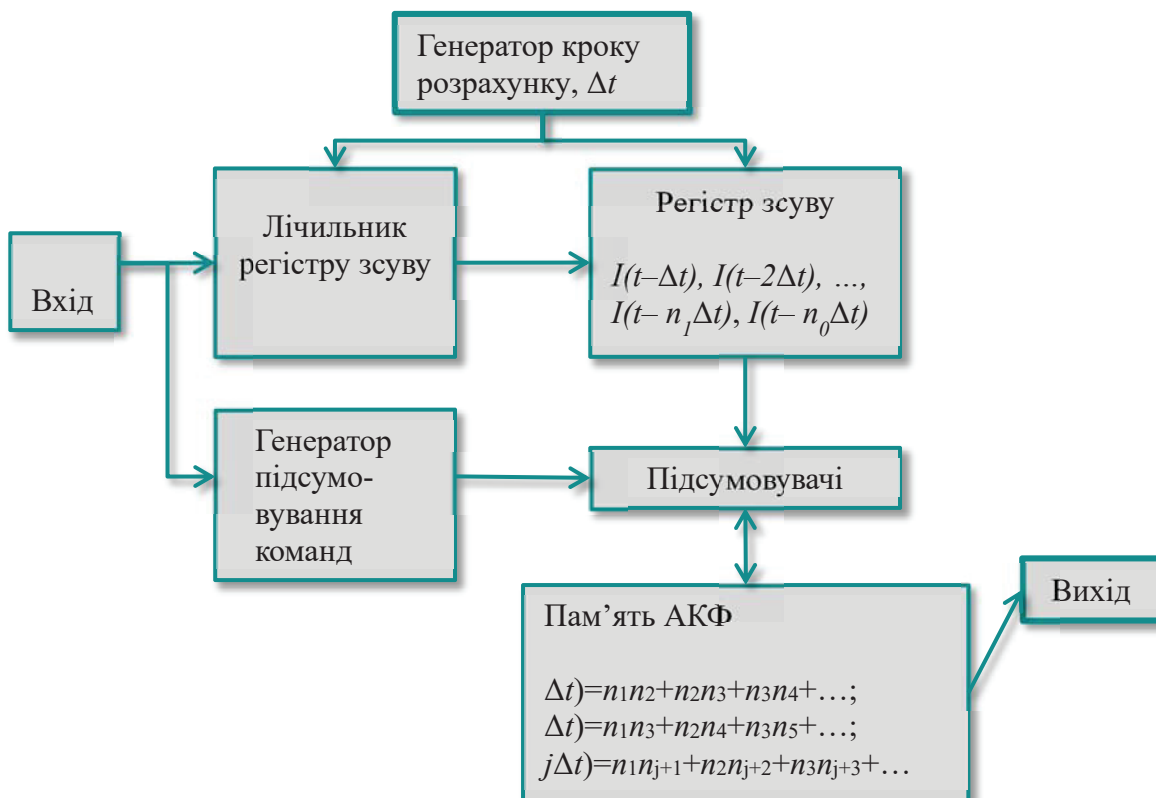 Генератор кроку
розрахунку, Δt
Лічильник
регістру зсуву
Регістр зсуву
I(t–Δt), I(t–2Δt), ...,
I(t– n₁Δt), I(t– n₀Δt)
Вхід
Генератор
підсумо-
вування
команд
Підсумовувачі
Пам’ять АКФ
Δt)=n₁n₂+n₂n₃+n₃n₄+…;
Δt)=n₁n₃+n₂n₄+n₃n₅+…;
jΔt)=n₁nⱼ₊₁+n₂nⱼ₊₂+n₃nⱼ₊₃+…
Вихід